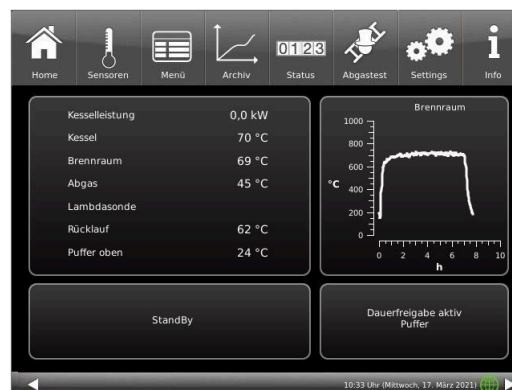 Home
Sensoren
Menü
Archiv
0123
Status
Abgastest
Settings
i
Info
Kesselleistung 0,0 kW
Kessel 70 °C
Brennraum 69 °C
Abgas 45 °C
Lambdasonde
Rücklauf 62 °C
Puffer oben 24 °C
Brennraum
1000
800
600
°C 400
200
0
0 2 4 6 8 10
h
StandBy
Dauerfreigabe aktiv
Puffer
10:33 Uhr (Mittwoch, 17. März 2021)